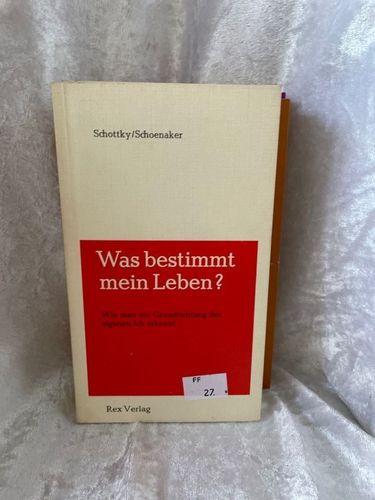 Schottky/Schoenaker
Was bestimmt
mein Leben?
Wie man die Grundrichtung des
eigenen Ich erkennt
FF
27.
Rex Verlag